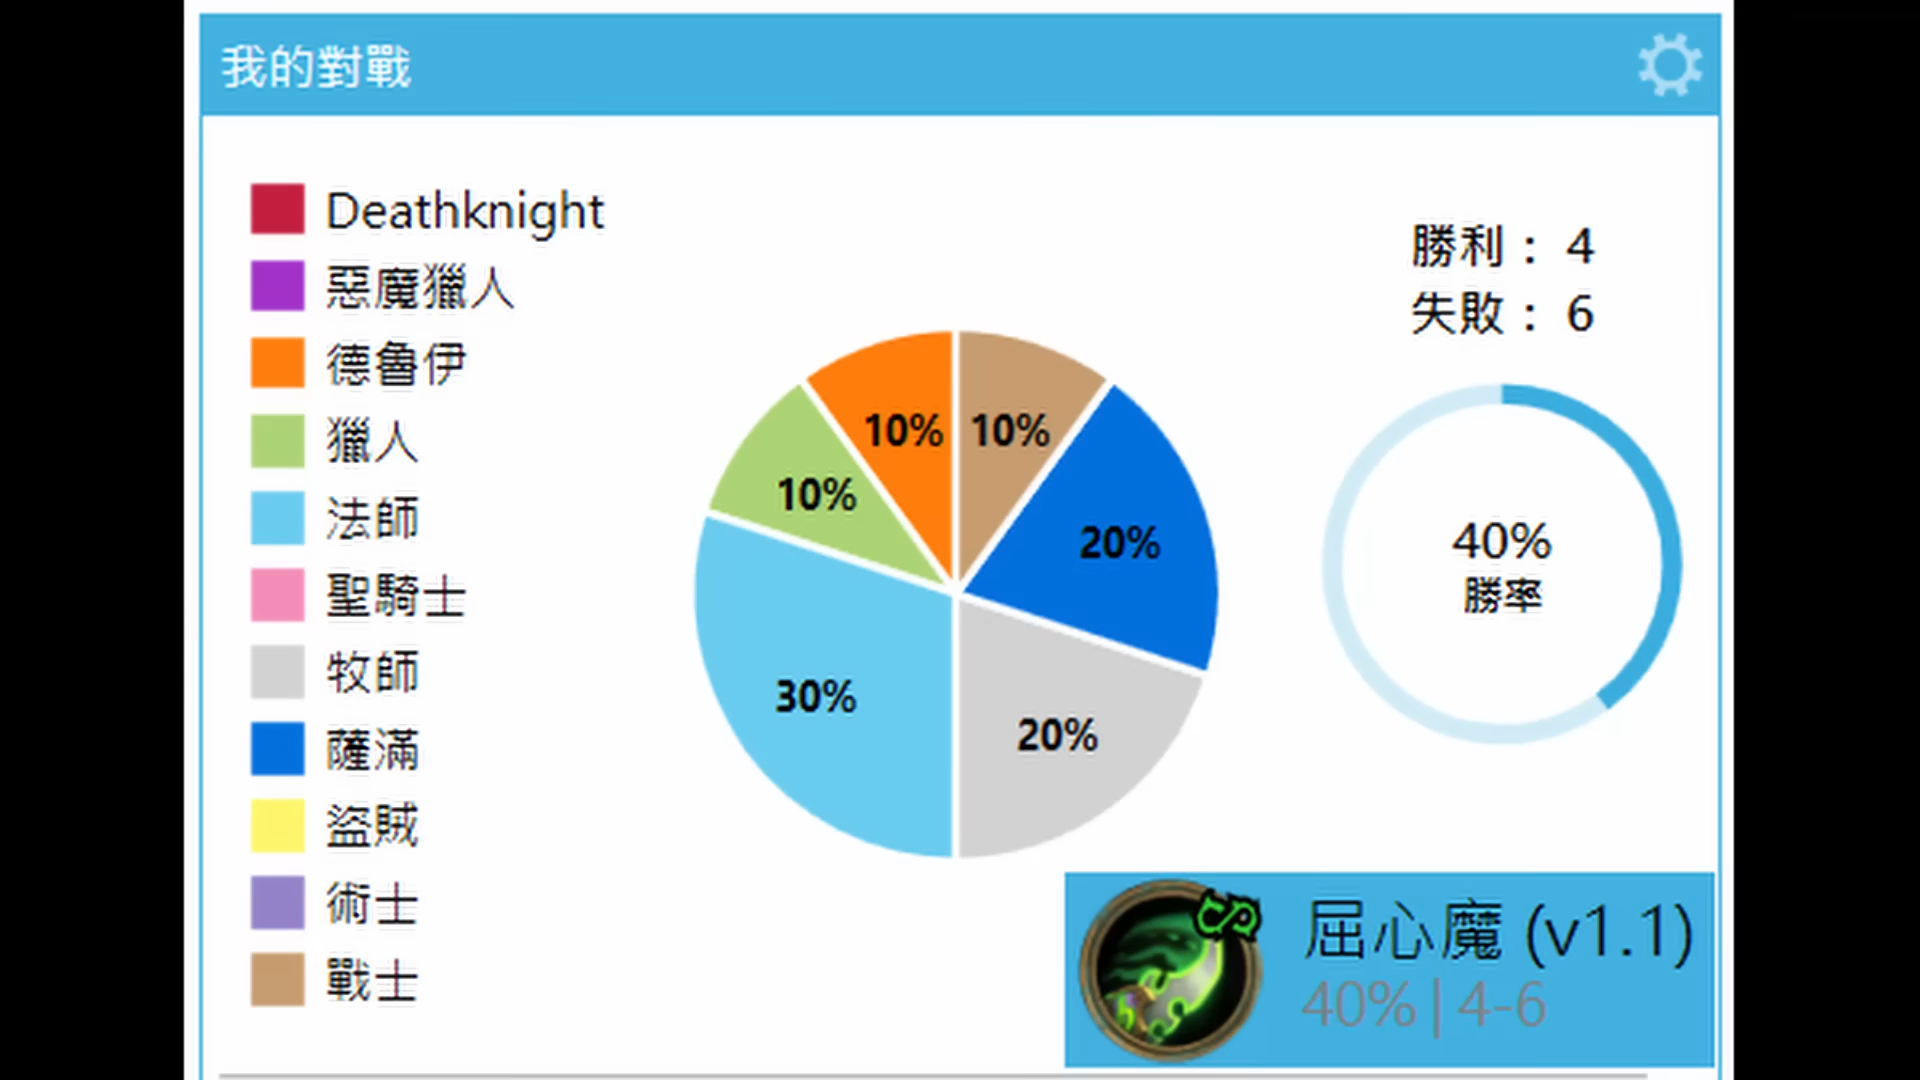 我的對戰
Deathknight
惡魔獵人
德魯伊
獵人
法師
聖騎士
牧師
薩滿
盜賊
術士
戰士
10%
10%
10%
20%
30%
20%
勝利： 4
失敗： 6
40%
勝率
屈心魔 (v1.1)
40% | 4-6